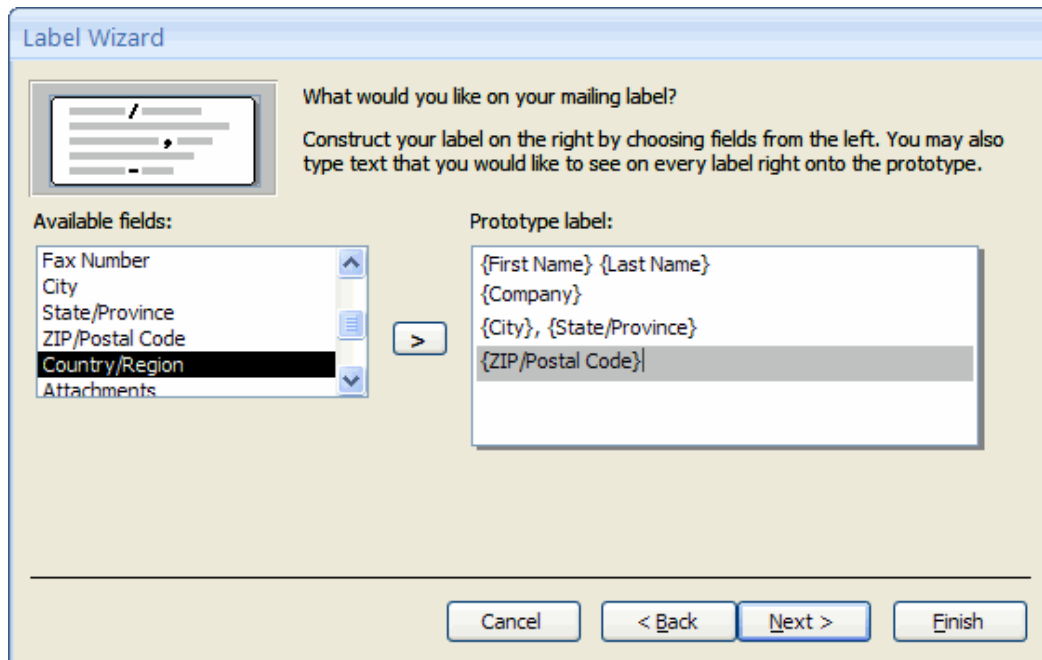 Label Wizard
What would you like on your mailing label?
Construct your label on the right by choosing fields from the left. You may also
type text that you would like to see on every label right onto the prototype.
Available fields:
Fax Number
City
State/Province
ZIP/Postal Code
Country/Region
Attachments
>
Prototype label:
{First Name} {Last Name}
{Company}
{City}, {State/Province}
{ZIP/Postal Code}
Cancel
< Back
Next >
Finish